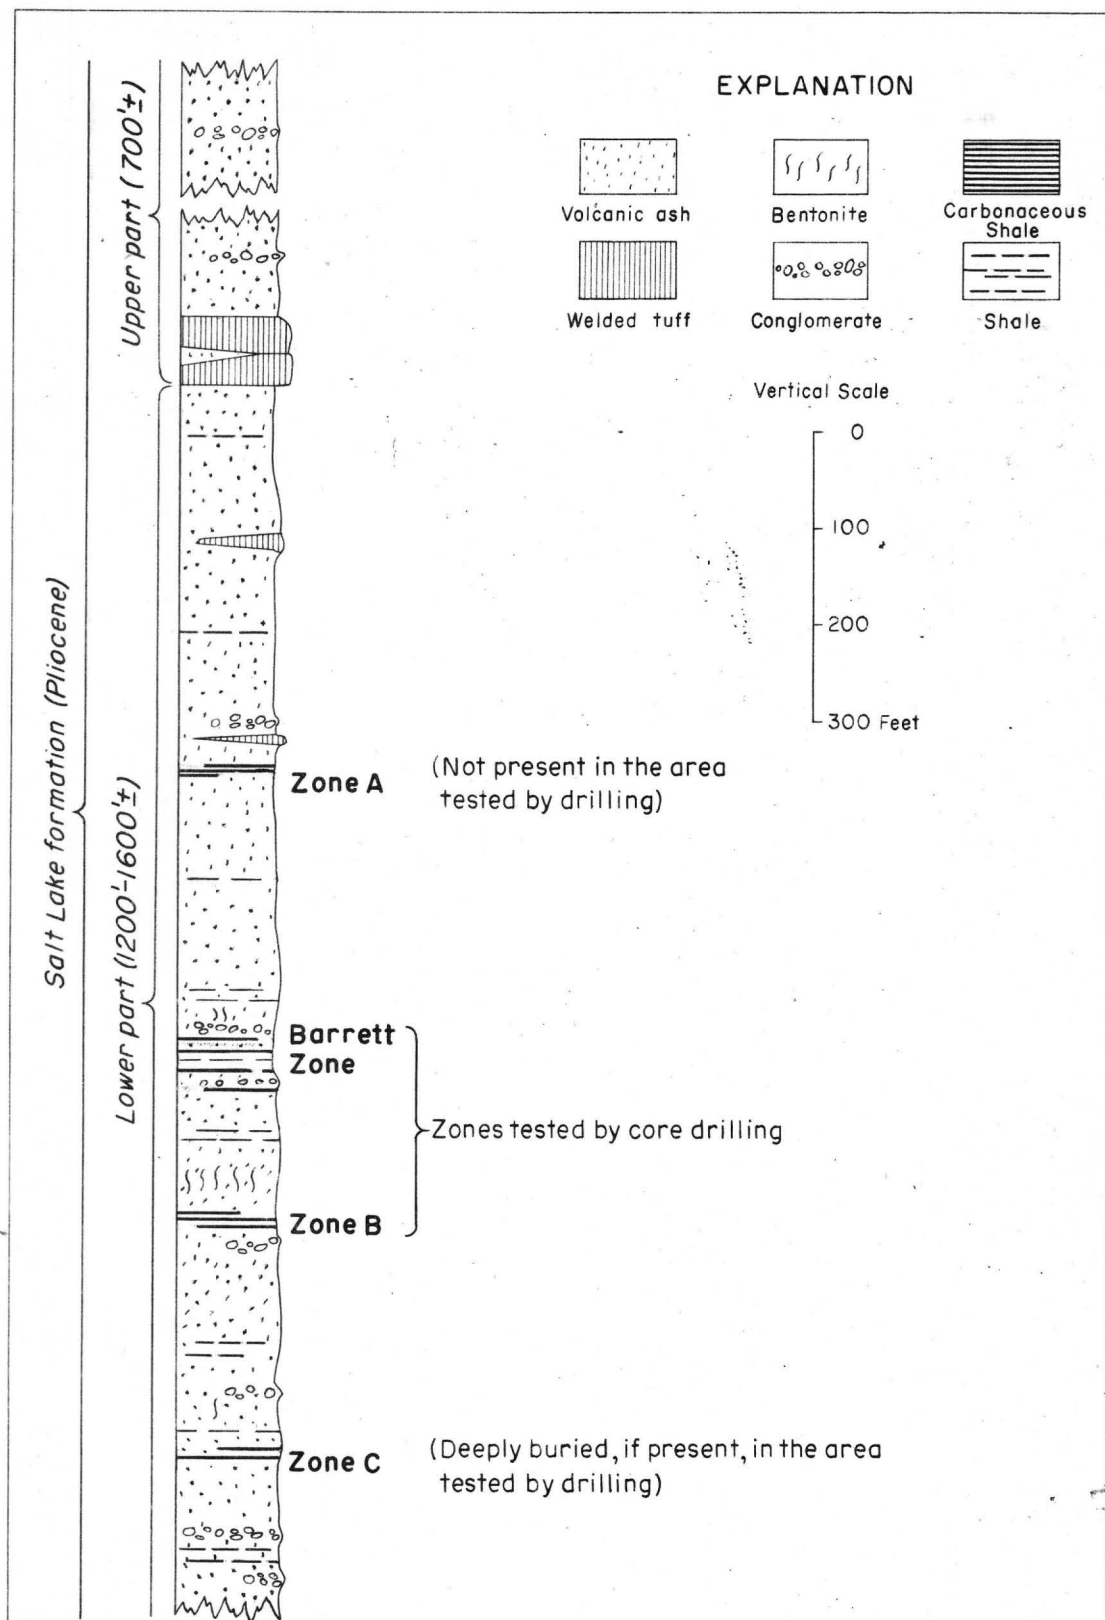 EXPLANATION
Volcanic ash
Bentonite
Carbonaceous
Shale
Welded tuff
Conglomerate
Shale
Vertical Scale
0
100
200
300 Feet
Salt Lake formation (Pliocene)
Upper part (700'±)
Lower part (1200'-1600'±)
Zone A
(Not present in the area
tested by drilling)
Barrett
Zone
Zones tested by core drilling
Zone B
Zone C
(Deeply buried, if present, in the area
tested by drilling)